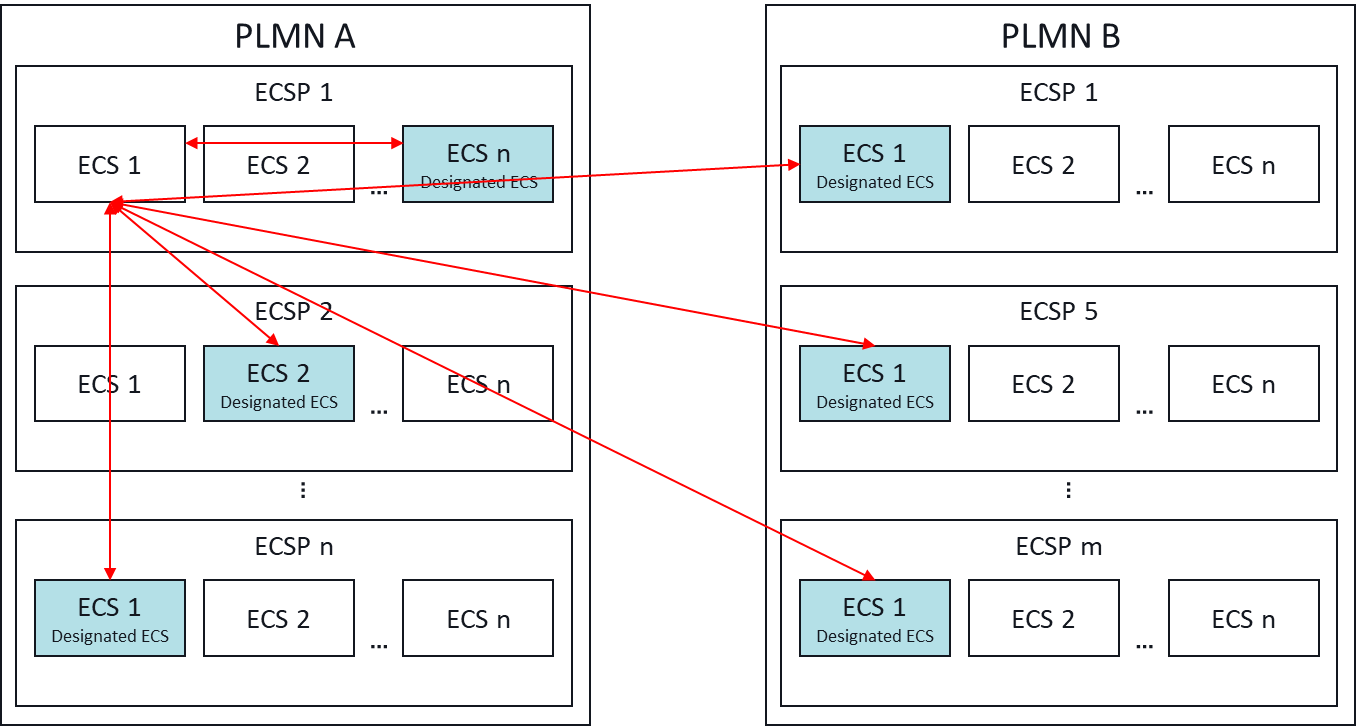 PLMN A
ECSP 1
ECS 1
ECS 2
...
ECS n
Designated ECS
ECSP 2
ECS 1
ECS 2
Designated ECS
...
ECS n
...
ECSP n
ECS 1
Designated ECS
ECS 2
...
ECS n
PLMN B
ECSP 1
ECS 1
Designated ECS
ECS 2
...
ECS n
ECSP 5
ECS 1
Designated ECS
ECS 2
...
ECS n
...
ECSP m
ECS 1
Designated ECS
ECS 2
...
ECS n